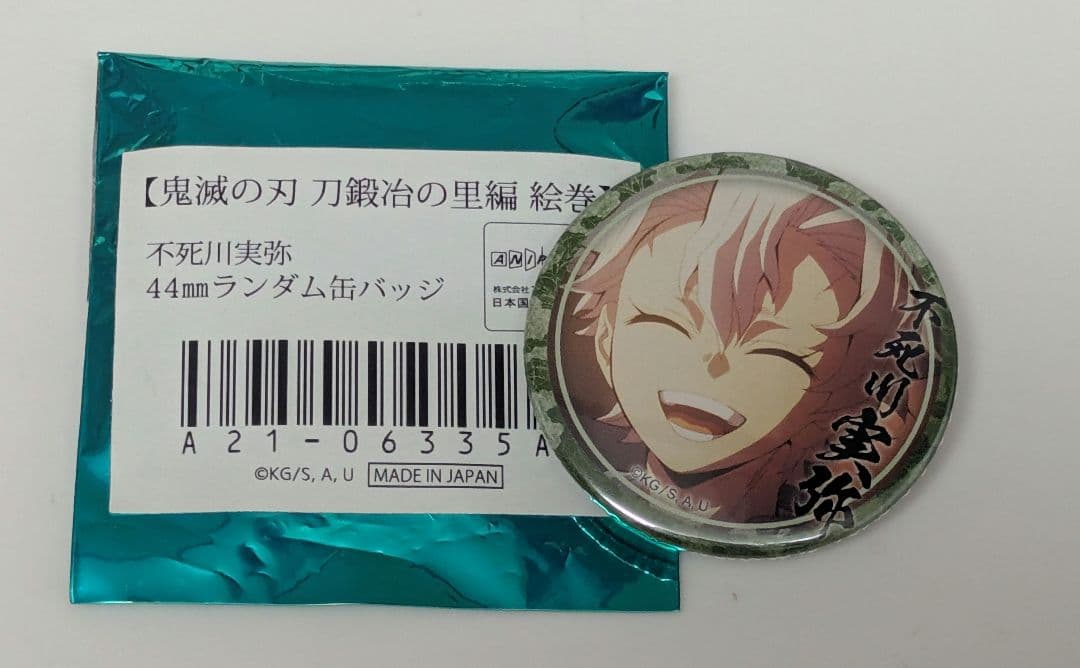 【鬼滅の刃 刀鍛冶の里編 絵巻】
不死川実弥
44mmランダム缶バッジ
株式会社
日本国
A21-06335A
©KG/S, A, U
MADE IN JAPAN
不死川実弥
©KG/S, A, U